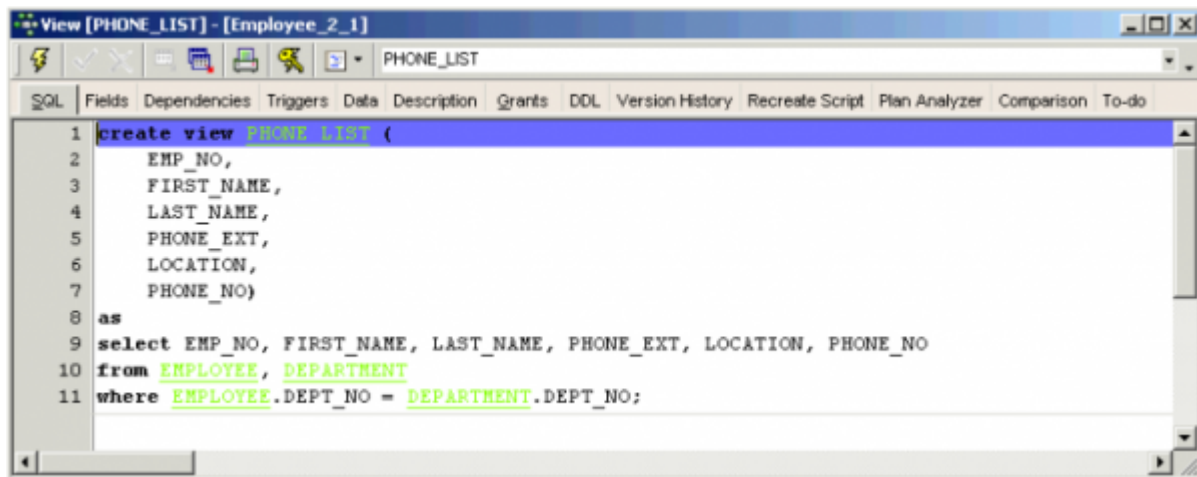 View [PHONE_LIST] - [Employee_2_1]
PHONE_LIST
SQL Fields Dependencies Triggers Data Description Grants DDL Version History Recreate Script Plan Analyzer Comparison To-do
1 create view PHONE_LIST (
2 EMP_NO,
3 FIRST_NAME,
4 LAST_NAME,
5 PHONE_EXT,
6 LOCATION,
7 PHONE_NO)
8 as
9 select EMP_NO, FIRST_NAME, LAST_NAME, PHONE_EXT, LOCATION, PHONE_NO
10 from EMPLOYEE, DEPARTMENT
11 where EMPLOYEE.DEPT_NO = DEPARTMENT.DEPT_NO;